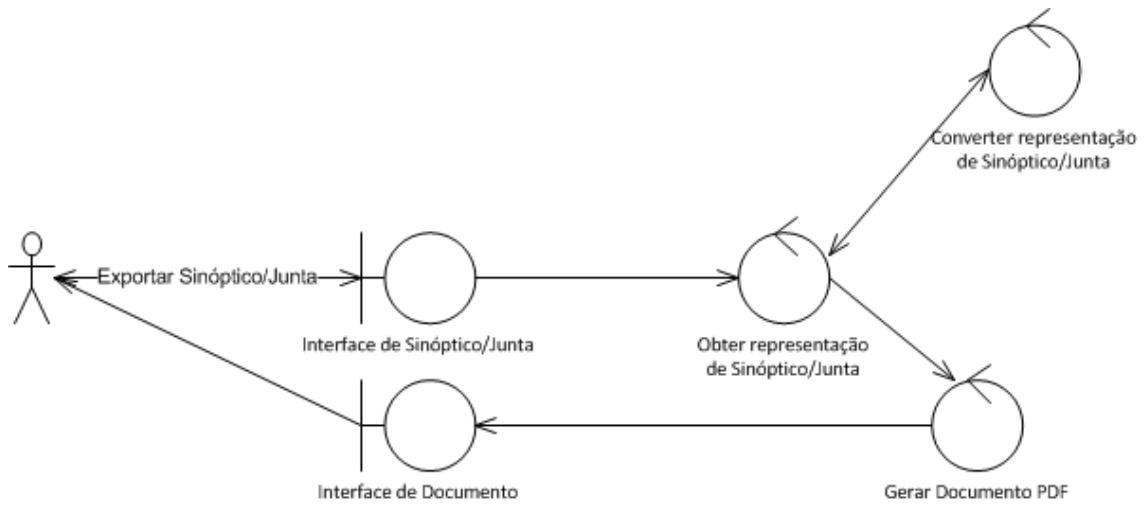 Converter representação
de Sinóptico/Junta
Exportar Sinóptico/Junta
Interface de Sinóptico/Junta
Obter representação
de Sinóptico/Junta
Interface de Documento
Gerar Documento PDF